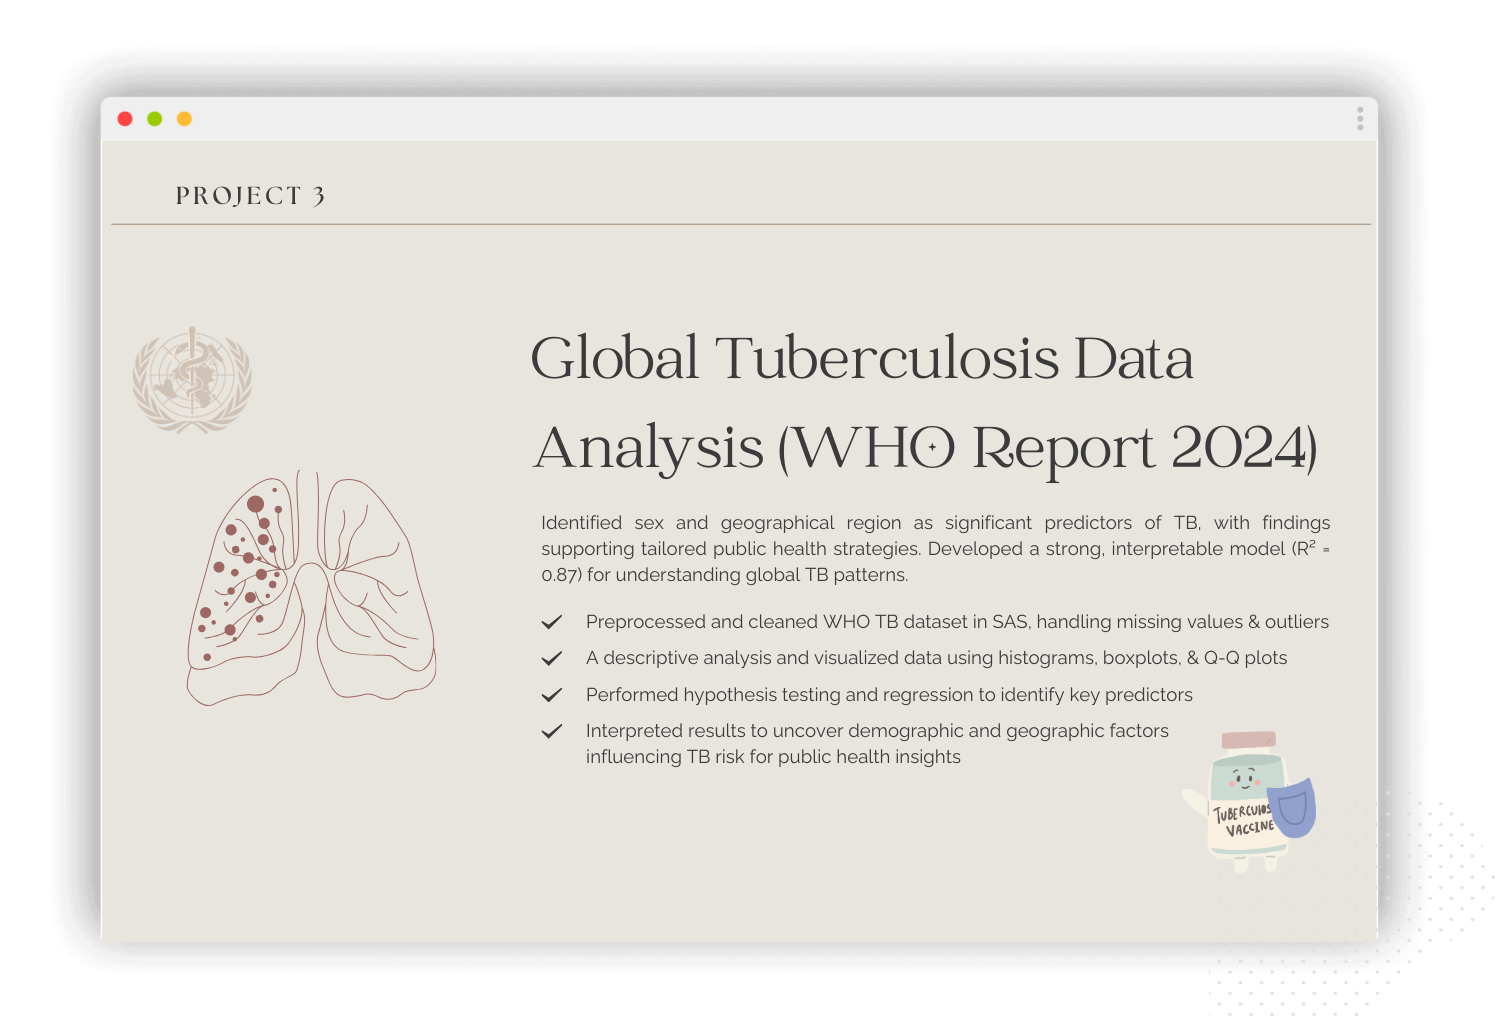 PROJECT 3
Global Tuberculosis Data
Analysis (WHO Report 2024)
Identified sex and geographical region as significant predictors of TB, with findings
supporting tailored public health strategies. Developed a strong, interpretable model (R² =
0.87) for understanding global TB patterns.
Preprocessed and cleaned WHO TB dataset in SAS, handling missing values & outliers
A descriptive analysis and visualized data using histograms, boxplots, & Q-Q plots
Performed hypothesis testing and regression to identify key predictors
Interpreted results to uncover demographic and geographic factors
influencing TB risk for public health insights
VACCINE